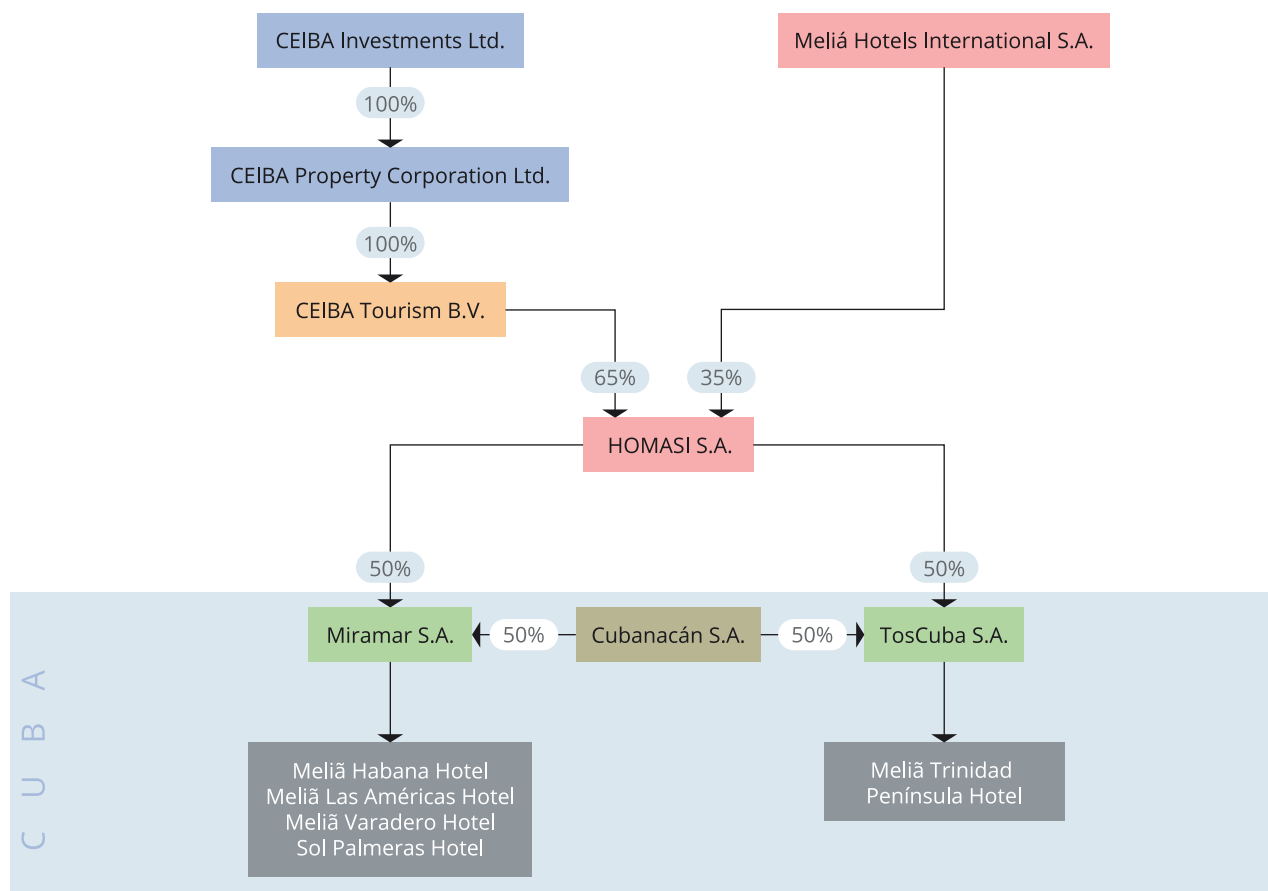 CEIBA Investments Ltd.
Meliá Hotels International S.A.
100%
CEIBA Property Corporation Ltd.
100%
CEIBA Tourism B.V.
65%
35%
HOMASI S.A.
50%
50%
Miramar S.A.
50%
Cubanacán S.A.
50%
TosCuba S.A.
Meliã Habana Hotel
Meliã Las Américas Hotel
Meliã Varadero Hotel
Sol Palmeras Hotel
Meliã Trinidad
Península Hotel
CUBA